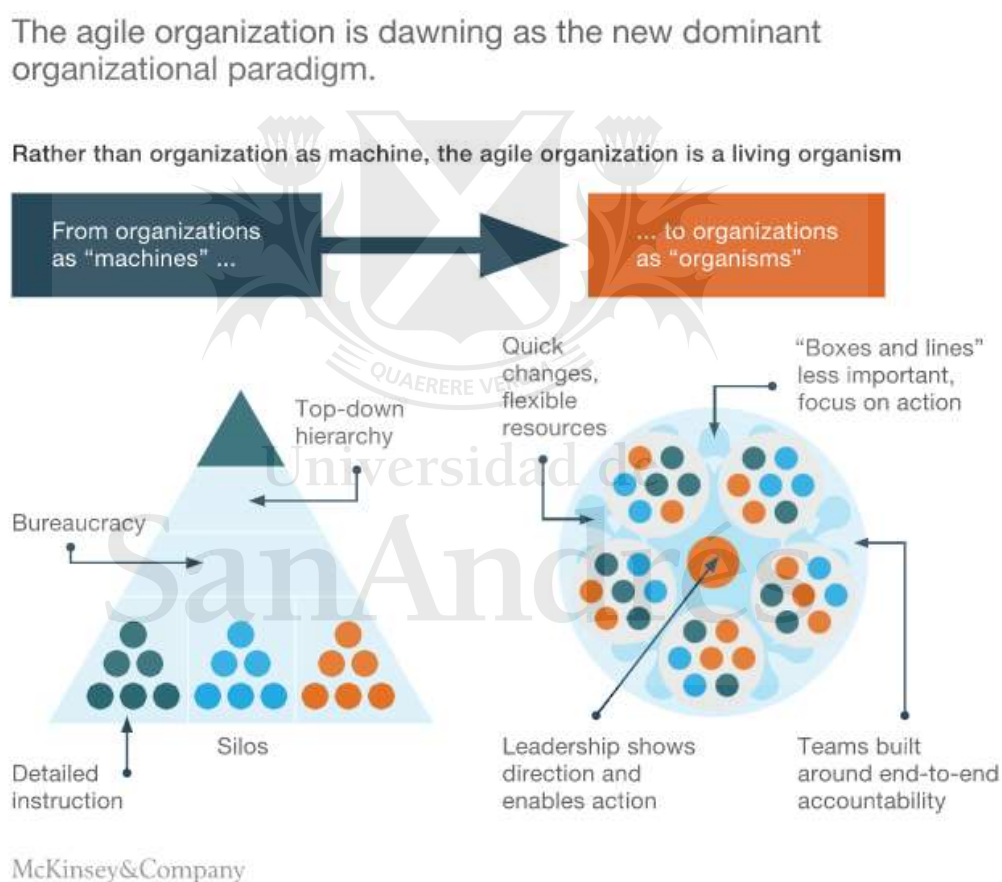 The agile organization is dawning as the new dominant
organizational paradigm.
Rather than organization as machine, the agile organization is a living organism
From organizations
as “machines” ...
... to organizations
as “organisms”
Quick
changes,
flexible
resources
“Boxes and lines”
less important,
focus on action
QUAERERE VERUM
Top-down
hierarchy
Universidad de
SanAndrés
Bureaucracy
Silos
Detailed
instruction
Leadership shows
direction and
enables action
Teams built
around end-to-end
accountability
McKinsey&Company